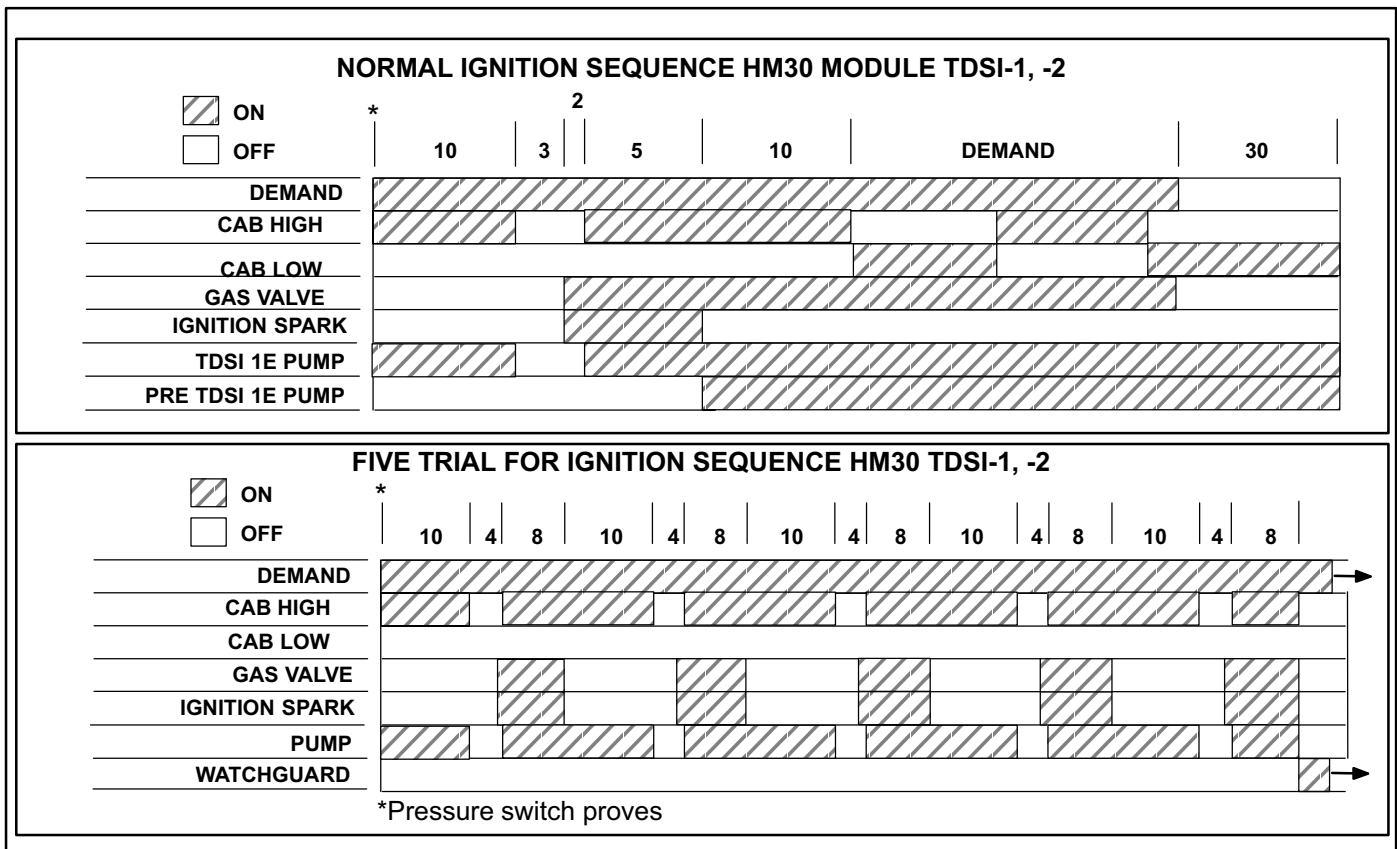 NORMAL IGNITION SEQUENCE HM30 MODULE TDSI-1, -2
ON
OFF
*
10 3 2 5 10 DEMAND 30
DEMAND
CAB HIGH
CAB LOW
GAS VALVE
IGNITION SPARK
TDSI 1E PUMP
PRE TDSI 1E PUMP
FIVE TRIAL FOR IGNITION SEQUENCE HM30 TDSI-1, -2
ON
OFF
*
10 4 8 10 4 8 10 4 8 10 4 8 10 4 8
DEMAND
CAB HIGH
CAB LOW
GAS VALVE
IGNITION SPARK
PUMP
WATCHGUARD
*Pressure switch proves